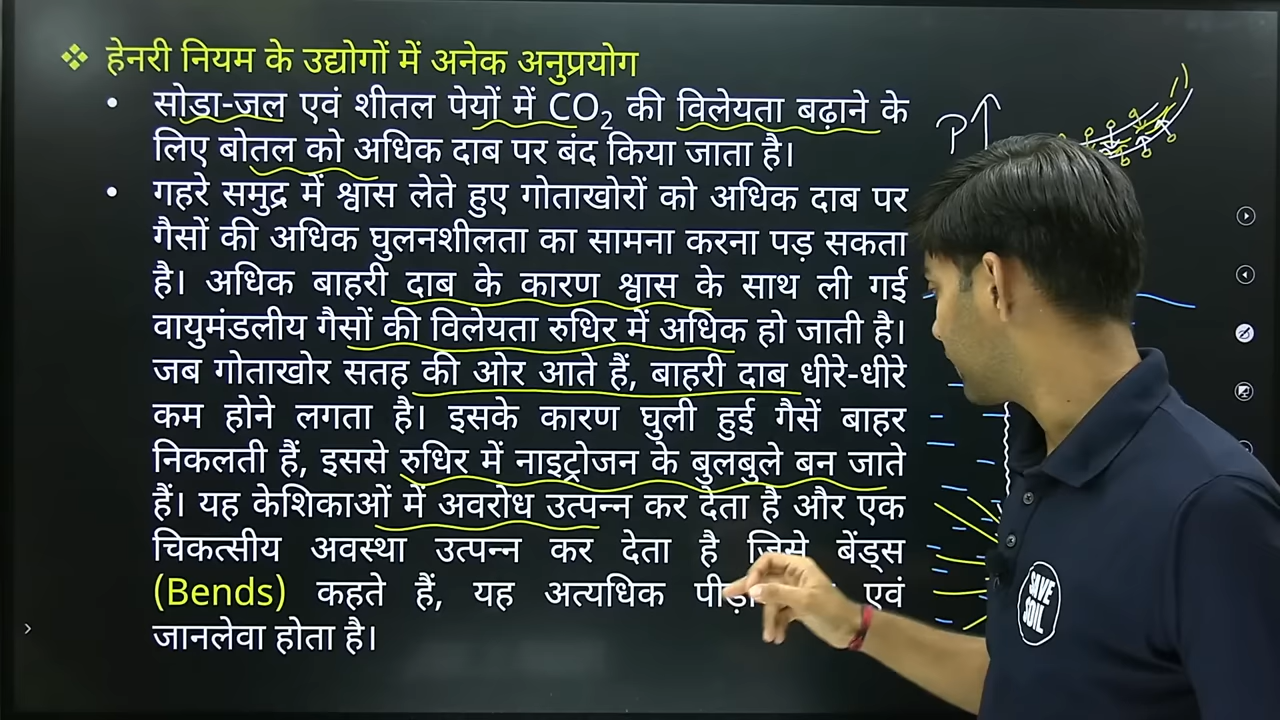 हेनरी नियम के उद्योगों में अनेक अनुप्रयोग
सोडा-जल एवं शीतल पेयों में CO₂ की विलेयता बढ़ाने के
लिए बोतल को अधिक दाब पर बंद किया जाता है।
P↑
गहरे समुद्र में श्वास लेते हुए गोताखोरों को अधिक दाब पर
गैसों की अधिक घुलनशीलता का सामना करना पड़ सकता
है। अधिक बाहरी दाब के कारण श्वास के साथ ली गई
वायुमंडलीय गैसों की विलेयता रुधिर में अधिक हो जाती है।
जब गोताखोर सतह की ओर आते हैं, बाहरी दाब धीरे-धीरे
कम होने लगता है। इसके कारण घुली हुई गैसें बाहर
निकलती हैं, इससे रुधिर में नाइट्रोजन के बुलबुले बन जाते
हैं। यह केशिकाओं में अवरोध उत्पन्न कर देता है और एक
चिकत्सीय अवस्था उत्पन्न कर देता है जिसे बेंड्स
(Bends) कहते हैं, यह अत्यधिक एवं
जानलेवा होता है।
SAVE
SOIL